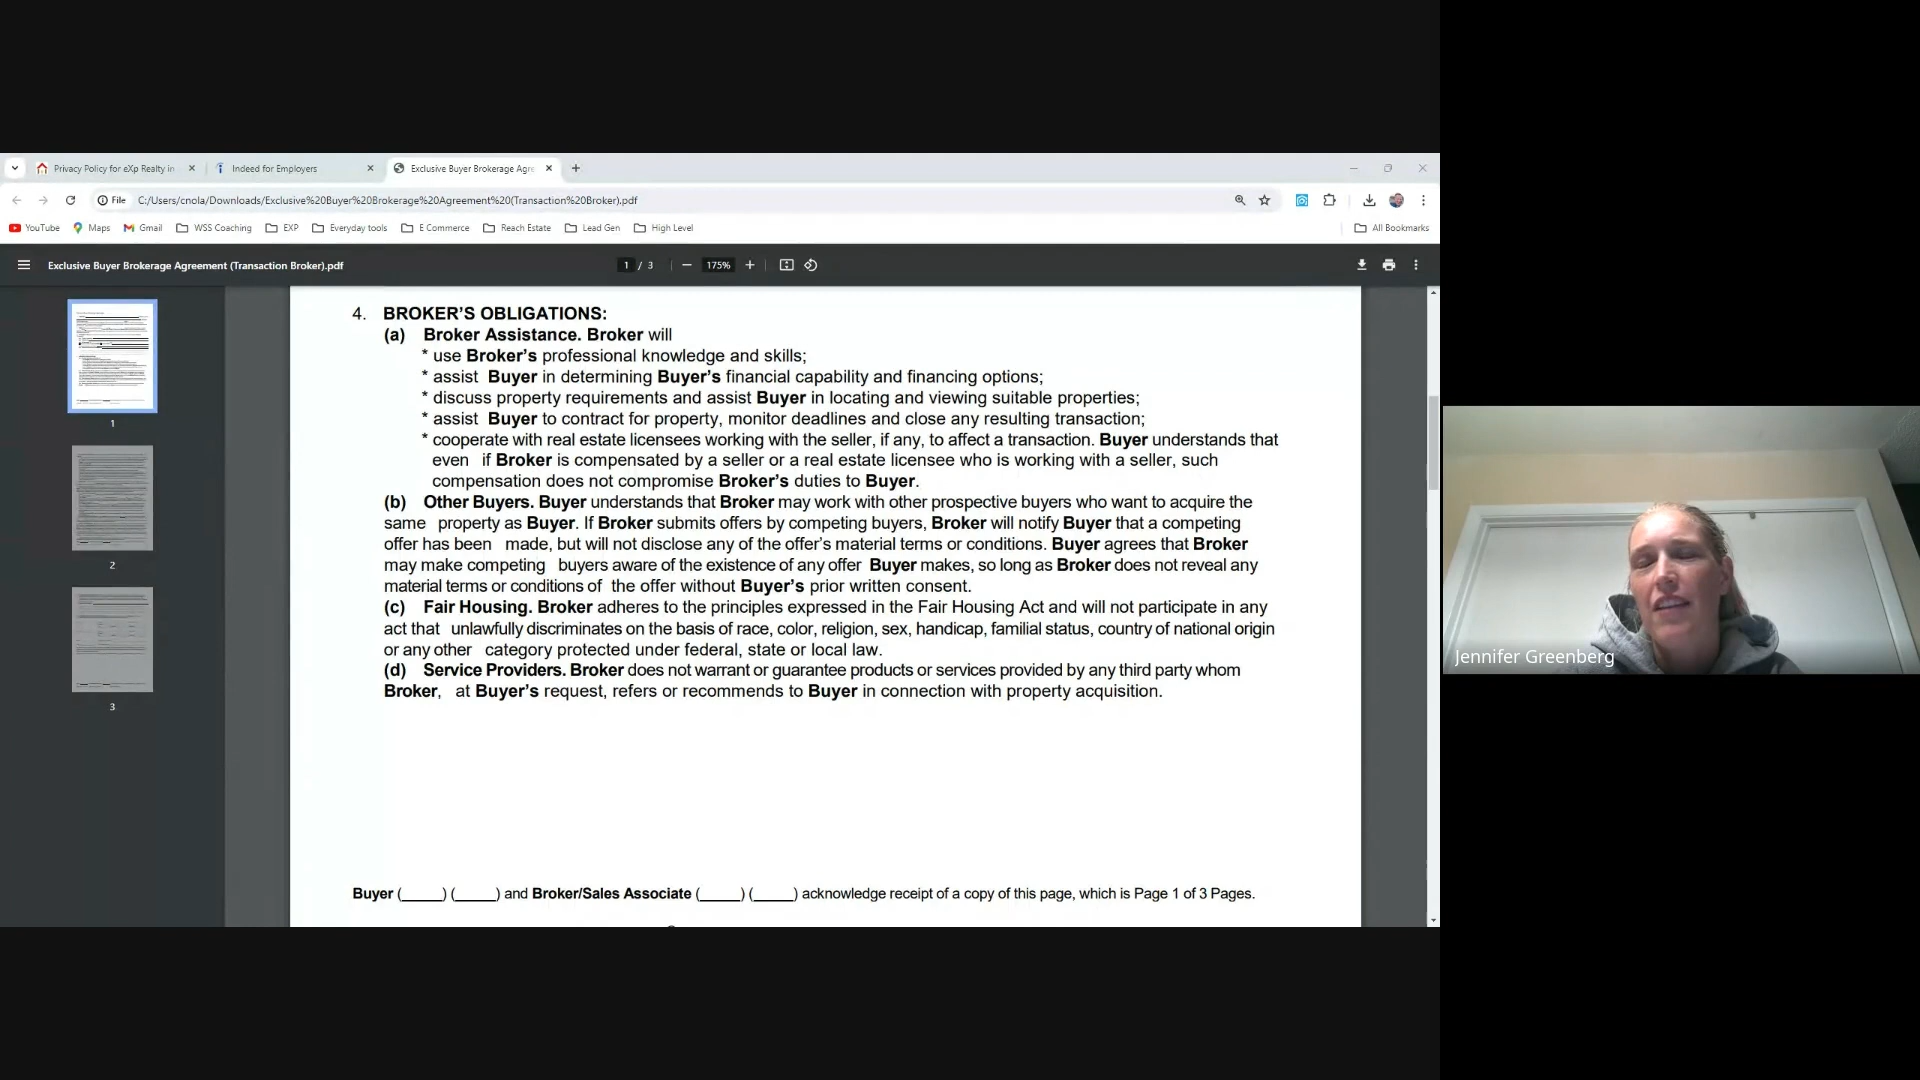 Privacy Policy for eXp Realty in
Indeed for Employers
Exclusive Buyer Brokerage Agre
File
C:/Users/cnola/Downloads/Exclusive%20Buyer%20Brokerage%20Agreement%20(Transaction%20Broker).pdf
YouTube
Maps
Gmail
WSS Coaching
EXP
Everyday tools
E Commerce
Reach Estate
Lead Gen
High Level
All Bookmarks
Exclusive Buyer Brokerage Agreement (Transaction Broker).pdf
1 / 3
175%
1
2
3
4. BROKER’S OBLIGATIONS:
(a) Broker Assistance. Broker will
* use Broker’s professional knowledge and skills;
* assist Buyer in determining Buyer’s financial capability and financing options;
* discuss property requirements and assist Buyer in locating and viewing suitable properties;
* assist Buyer to contract for property, monitor deadlines and close any resulting transaction;
* cooperate with real estate licensees working with the seller, if any, to affect a transaction. Buyer understands that
even if Broker is compensated by a seller or a real estate licensee who is working with a seller, such
compensation does not compromise Broker’s duties to Buyer.
(b) Other Buyers. Buyer understands that Broker may work with other prospective buyers who want to acquire the
same property as Buyer. If Broker submits offers by competing buyers, Broker will notify Buyer that a competing
offer has been made, but will not disclose any of the offer’s material terms or conditions. Buyer agrees that Broker
may make competing buyers aware of the existence of any offer Buyer makes, so long as Broker does not reveal any
material terms or conditions of the offer without Buyer’s prior written consent.
(c) Fair Housing. Broker adheres to the principles expressed in the Fair Housing Act and will not participate in any
act that unlawfully discriminates on the basis of race, color, religion, sex, handicap, familial status, country of national origin
or any other category protected under federal, state or local law.
(d) Service Providers. Broker does not warrant or guarantee products or services provided by any third party whom
Broker, at Buyer’s request, refers or recommends to Buyer in connection with property acquisition.
Buyer (_____) (_____) and Broker/Sales Associate (_____) (_____) acknowledge receipt of a copy of this page, which is Page 1 of 3 Pages.
Jennifer Greenberg